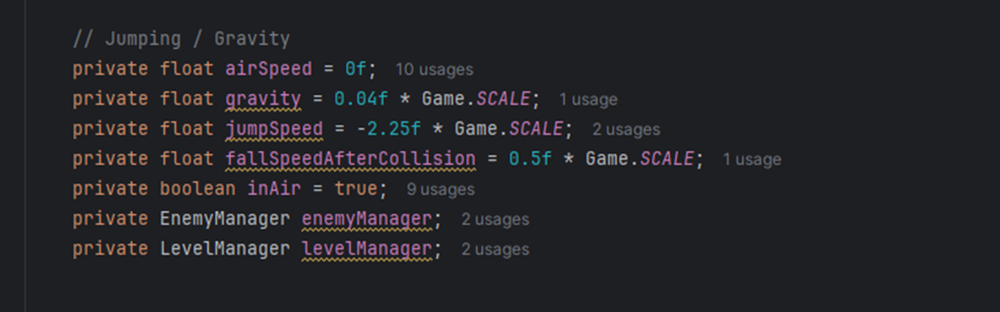 // Jumping / Gravity
private float airSpeed = 0f; 10 usages
private float gravity = 0.04f * Game.SCALE; 1 usage
private float jumpSpeed = -2.25f * Game.SCALE; 2 usages
private float fallSpeedAfterCollision = 0.5f * Game.SCALE; 1 usage
private boolean inAir = true; 9 usages
private EnemyManager enemyManager; 2 usages
private LevelManager levelManager; 2 usages